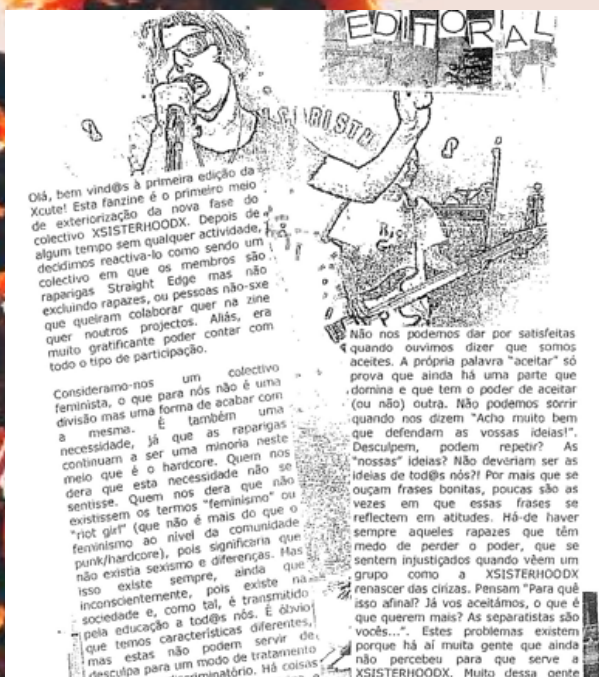 EDITORIAL
Olá, bem vind@s à primeira edição da
Xcute! Esta fanzine é o primeiro meio
de exteriorização da nova fase do
colectivo XSISTERHOODX. Depois de
algum tempo sem qualquer actividade,
decidimos reactiva-lo como sendo um
colectivo em que os membros são
raparigas Straight Edge mas não
excluindo rapazes, ou pessoas não-sxe
que queiram colaborar quer na zine
quer noutros projectos. Aliás, era
muito gratificante poder contar com
todo o tipo de participação.
Consideramo-nos um colectivo
feminista, o que para nós não é uma
divisão mas uma forma de acabar com
a mesma. É também uma
necessidade, já que as raparigas
continuam a ser uma minoria neste
meio que é o hardcore. Quem nos
dera que esta necessidade não se
sentisse. Quem nos dera que não
existissem os termos "feminismo" ou
"riot girl" (que não é mais do que o
feminismo ao nível da comunidade
punk/hardcore), pois significaria que
não existia sexismo e diferenças. Mas
isso existe sempre, ainda que
inconscientemente, pois existe na
sociedade e, como tal, é transmitido
pela educação a tod@s nós. É óbvio
que temos características diferentes,
mas estas não podem servir de
desculpa para um modo de tratamento
Há coisas
Não nos podemos dar por satisfeitas
quando ouvimos dizer que somos
aceites. A própria palavra "aceitar" só
prova que ainda há uma parte que
domina e que tem o poder de aceitar
(ou não) outra. Não podemos sorrir
quando nos dizem "Acho muito bem
que defendam as vossas ideias!".
Desculpem, podem repetir? As
"nossas" ideias? Não deveriam ser as
ideias de tod@s nós?! Por mais que se
ouçam frases bonitas, poucas são as
vezes em que essas frases se
reflectem em atitudes. Há-de haver
sempre aqueles rapazes que têm
medo de perder o poder, que se
sentem injustiçados quando vêem um
grupo como a XSISTERHOODX
renascer das cirizas. Pensam "Para quê
isso afinal? Já vos aceitámos, o que é
que querem mais? As separatistas são
vocês...". Estes problemas existem
porque há aí muita gente que ainda
não percebeu para que serve a
XSISTERHOODX. Muito dessa gente